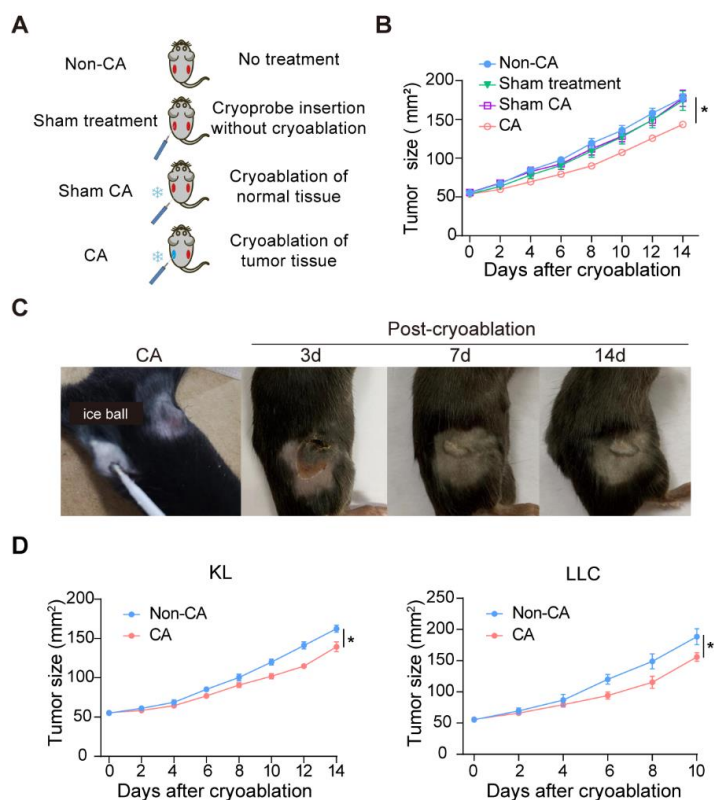 A
Non-CA
No treatment
Sham treatment
Cryoprobe insertion
without cryoablation
Sham CA
Cryoablation of
normal tissue
CA
Cryoablation of
tumor tissue
B
Non-CA
Sham treatment
Sham CA
CA
Tumor size ( mm²)
200
150
100
50
0
*
0 2 4 6 8 10 12 14
Days after cryoablation
C
Post-cryoablation
CA 3d 7d 14d
ice ball
D
KL
Non-CA
CA
Tumor size (mm²)
200
150
100
50
0
*
0 2 4 6 8 10 12 14
Days after cryoablation
LLC
Non-CA
CA
Tumor size (mm²)
250
200
150
100
50
0
*
0 2 4 6 8 10
Days after cryoablation